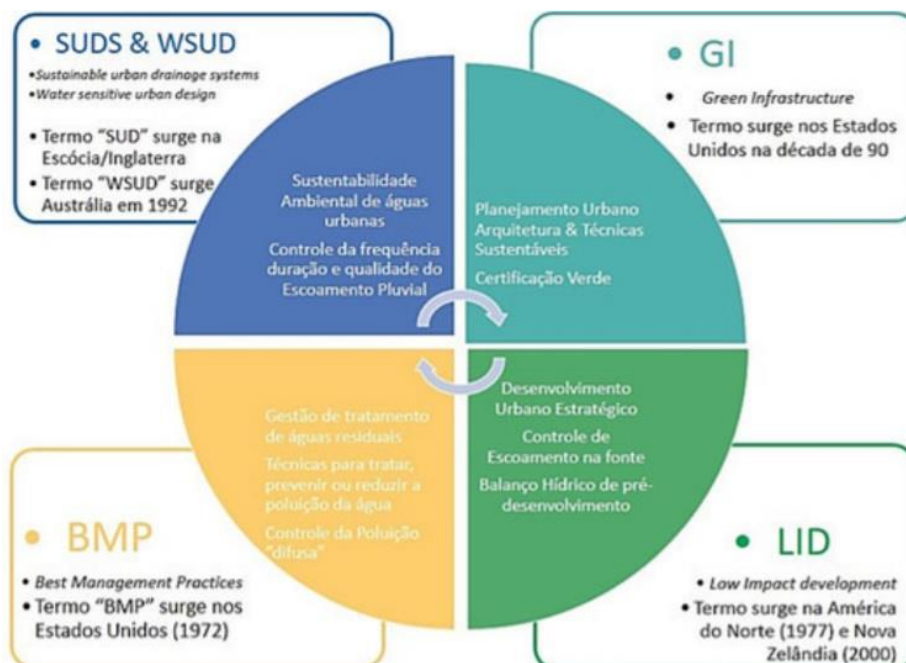 • SUDS & WSUD
•Sustainable urban drainage systems
•Water sensitive urban design
• Termo “SUD” surge na
Escócia/Inglaterra
• Termo “WSUD” surge
Austrália em 1992
Sustentabilidade
Ambiental de águas
urbanas
Controle da frequência
duração e qualidade do
Escoamento Pluvial
• GI
• Green Infrastructure
• Termo surge nos Estados
Unidos na década de 90
Planejamento Urbano
Arquitetura & Técnicas
Sustentáveis
Certificação Verde
Gestão de tratamento
de águas residuais
Técnicas para tratar,
prevenir ou reduzir a
poluição da água
Controle da Poluição
“difusa”
• BMP
• Best Management Practices
• Termo “BMP” surge nos
Estados Unidos (1972)
Desenvolvimento
Urbano Estratégico
Controle de
Escoamento na fonte
Balanço Hídrico de pré-
desenvolvimento
• LID
• Low Impact development
• Termo surge na América
do Norte (1977) e Nova
Zelândia (2000)